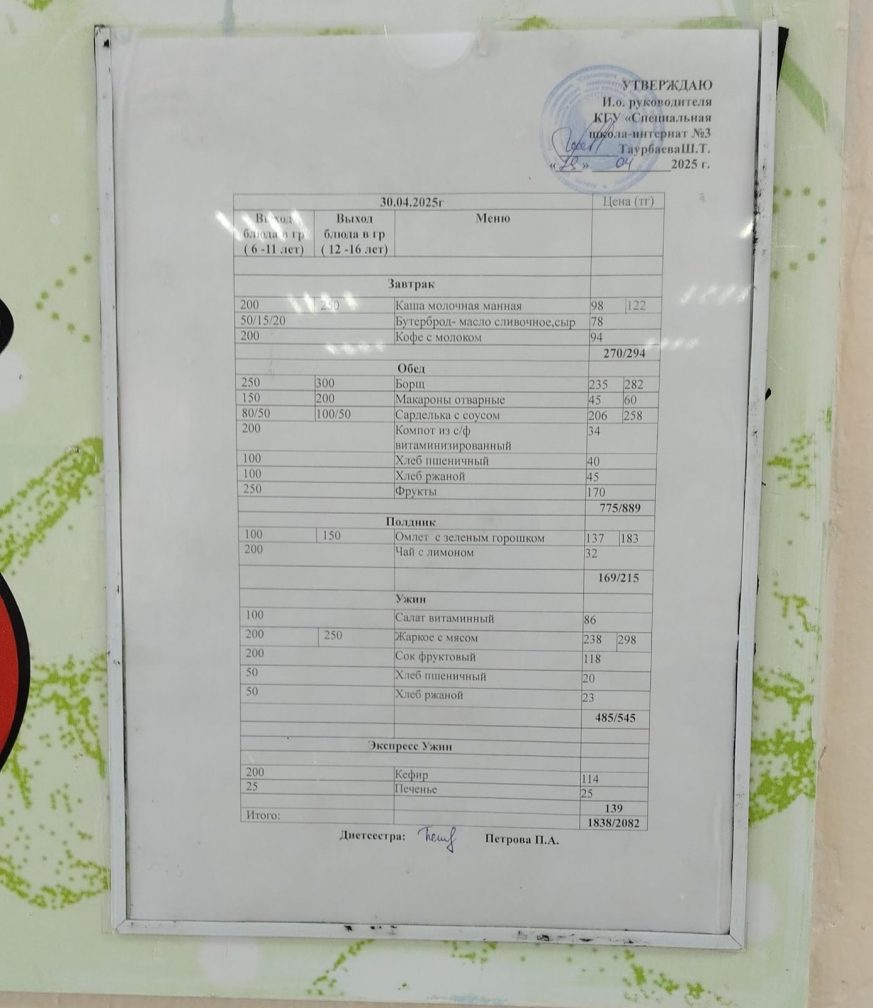 УТВЕРЖДАЮ
И.о. руководителя
КГУ «Специальная
школа-интернат №3
ТаурбаеваШ.Т.
«29» 04 2025 г.
30.04.2025г Цена (тг)
Выход блюда в гр ( 6 -11 лет) Выход блюда в гр ( 12 -16 лет) Меню
Завтрак
200 250 Каша молочная манная 98 122
50/15/20 Бутерброд- масло сливочное,сыр 78
200 Кофе с молоком 94
270/294
Обед
250 300 Борщ 235 282
150 200 Макароны отварные 45 60
80/50 100/50 Сарделька с соусом 206 258
200 Компот из с/ф 34
витаминизированный
100 Хлеб пшеничный 40
100 Хлеб ржаной 45
250 Фрукты 170
775/889
Полдник
100 150 Омлет с зеленым горошком 137 183
200 Чай с лимоном 32
169/215
Ужин
100 Салат витаминный 86
200 250 Жаркое с мясом 238 298
200 Сок фруктовый 118
50 Хлеб пшеничный 20
50 Хлеб ржаной 23
485/545
Экспресс Ужин
200 Кефир 114
25 Печенье 25
139
Итого: 1838/2082
Диетсестра: Петрова П.А.